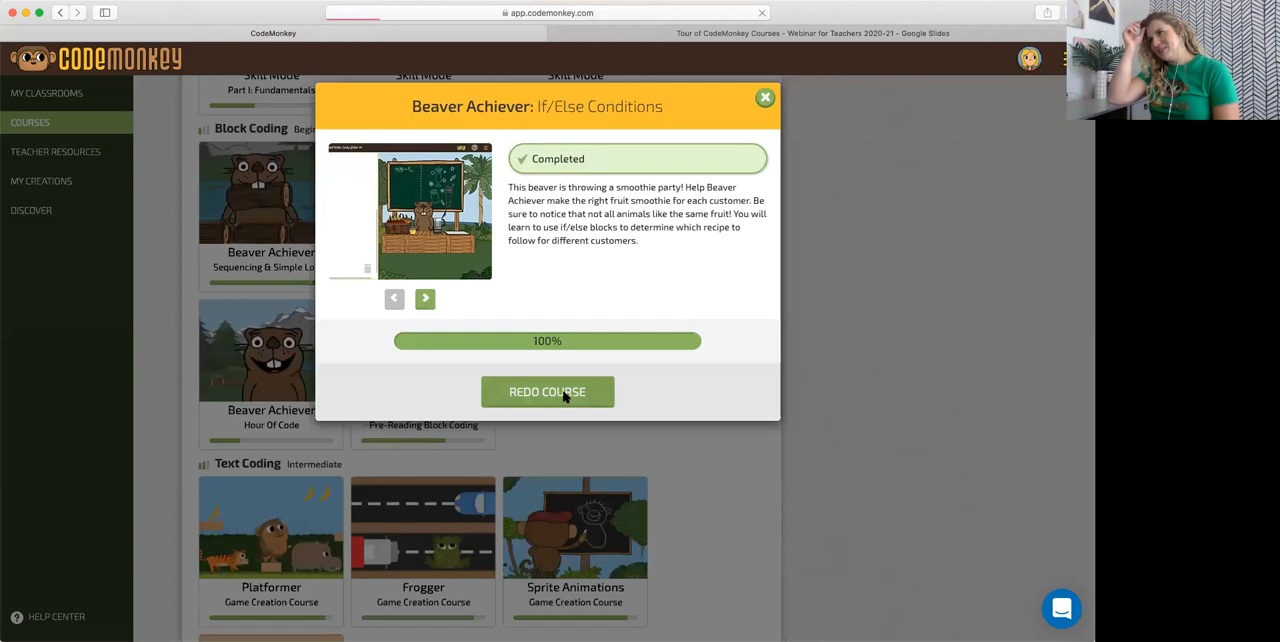 app.codemonkey.com
CodeMonkey
Tour of CodeMonkey Courses - Webinar for Teachers 2020-21 - Google Slides
CODEMONKEY
MY CLASSROOMS
COURSES
TEACHER RESOURCES
MY CREATIONS
DISCOVER
HELP CENTER
Skill Mode
Skill Mode
Skill Mode
Part I: Fundamentals
Block Coding
Beaver Achiever
Sequencing & Simple Lo
Beaver Achiever
Hour Of Code
Pre-Reading Block Coding
Beaver Achiever: If/Else Conditions
Completed
This beaver is throwing a smoothie party! Help Beaver
Achiever make the right fruit smoothie for each customer. Be
sure to notice that not all animals like the same fruit! You will
learn to use if/else blocks to determine which recipe to
follow for different customers.
100%
REDO COURSE
Text Coding Intermediate
Platformer
Game Creation Course
Frogger
Game Creation Course
Sprite Animations
Game Creation Course